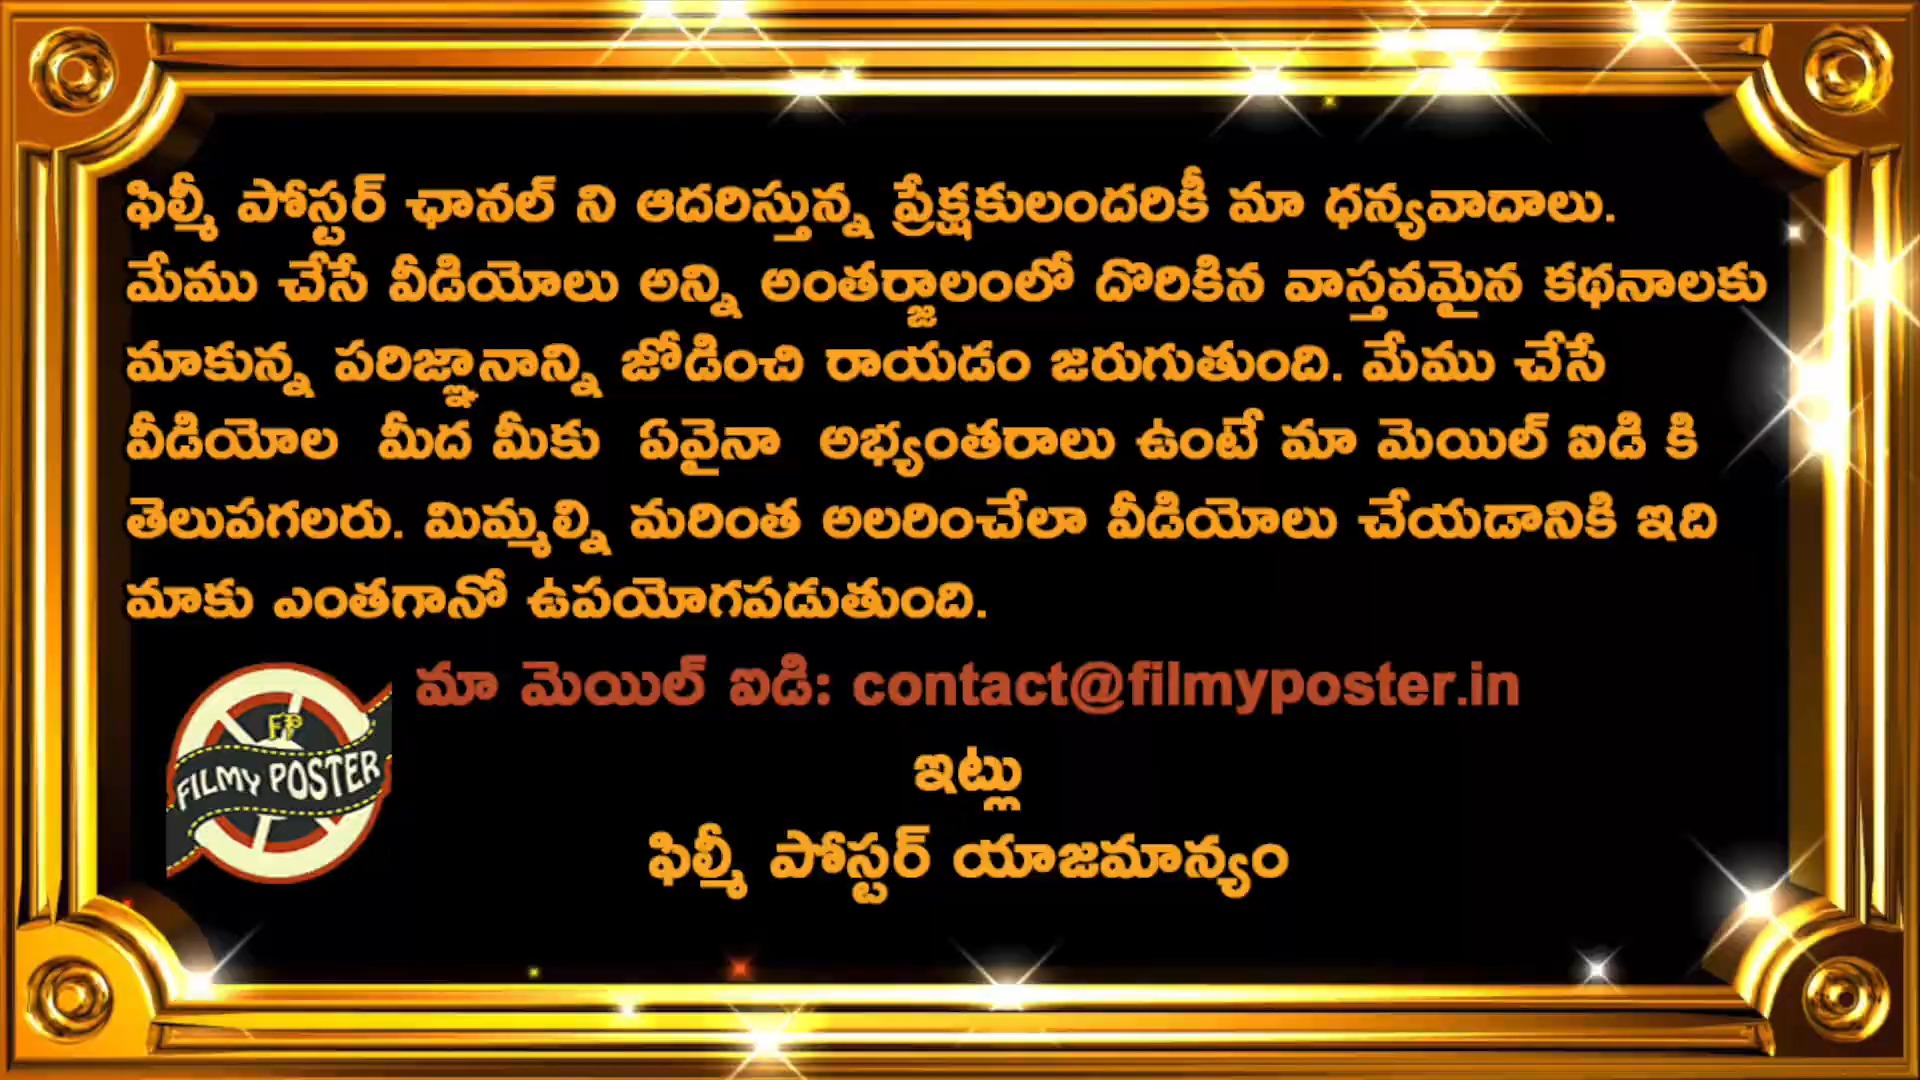 ఫిల్మీ పోస్టర్ ఛానల్ ని ఆదరిస్తున్న ప్రేక్షకులందరికీ మా ధన్యవాదాలు.
మేము చేసే వీడియోలు అన్ని అంతర్జాలంలో దొరికిన వాస్తవమైన కథనాలకు
మాకున్న పరిజ్ఞానాన్ని జోడించి రాయడం జరుగుతుంది. మేము చేసే
వీడియోల మీద మీకు ఏవైనా అభ్యంతరాలు ఉంటే మా మెయిల్ ఐడి కి
తెలుపగలరు. మిమ్మల్ని మరింత అలరించేలా వీడియోలు చేయడానికి ఇది
మాకు ఎంతగానో ఉపయోగపడుతుంది.
మా మెయిల్ ఐడి: contact@filmyposter.in
FP
FILMY POSTER
ఇట్లు
ఫిల్మీ పోస్టర్ యాజమాన్యం